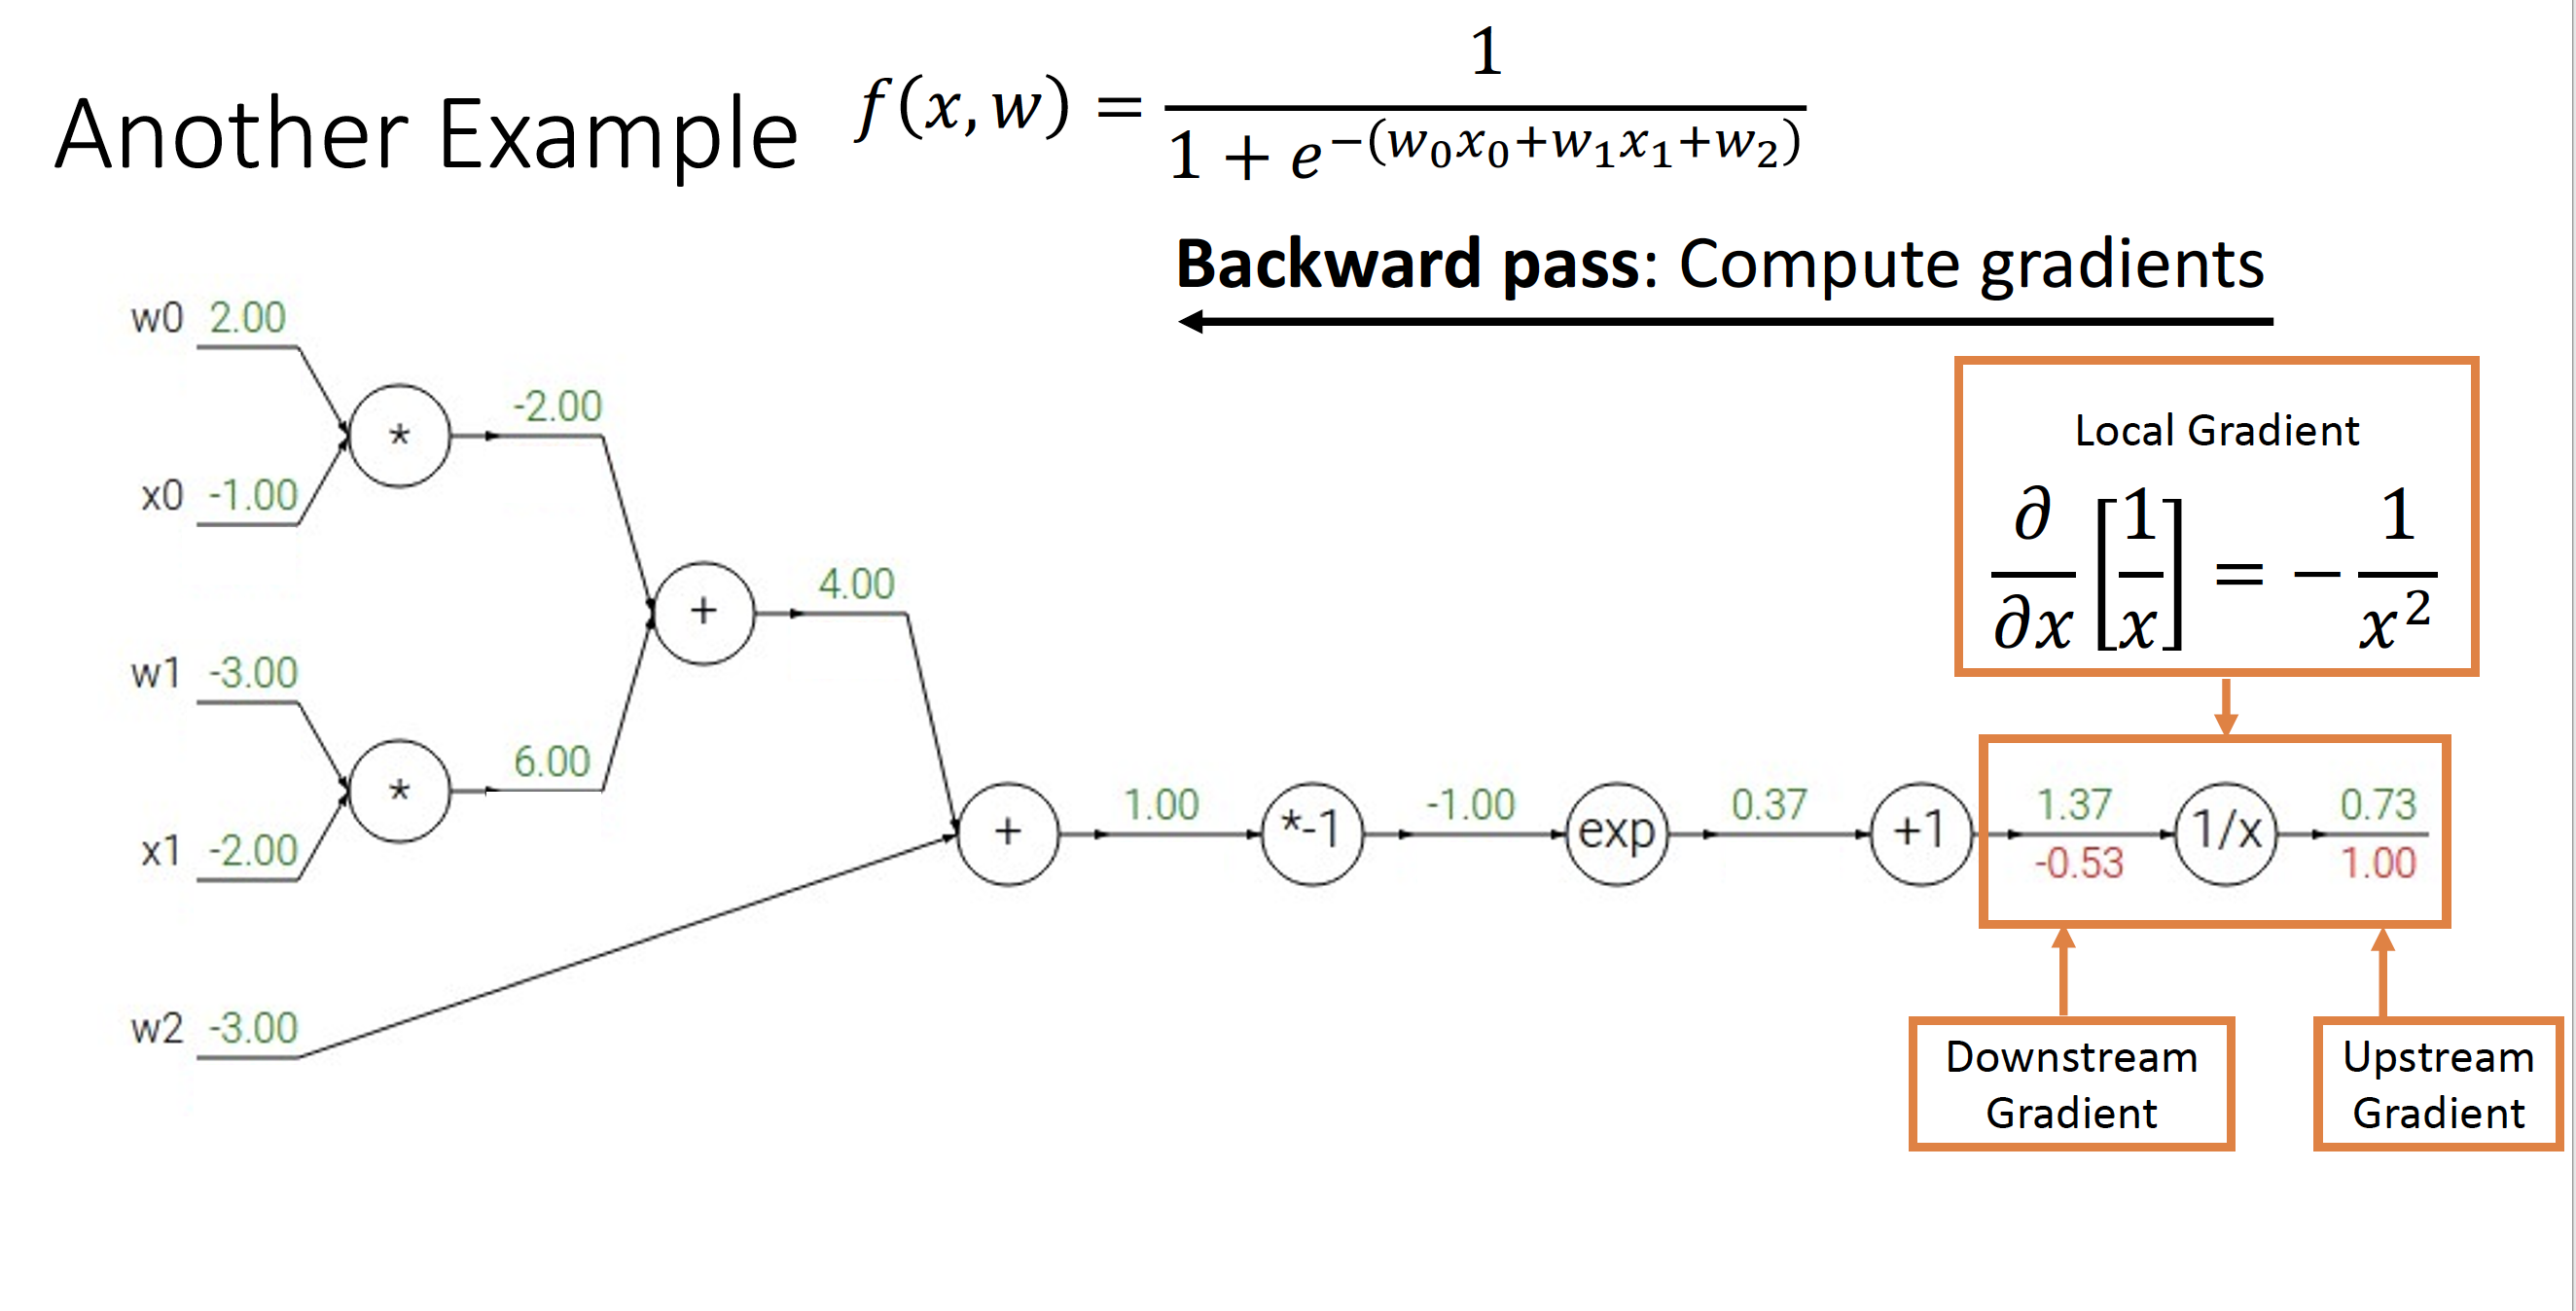 Another Example f(x, w) = 1 / (1 + e^−(w₀x₀+w₁x₁+w₂))
Backward pass: Compute gradients
w0 2.00
* -2.00
x0 -1.00
+ 4.00
w1 -3.00
* 6.00
x1 -2.00
w2 -3.00
+ 1.00 *-1 -1.00 exp 0.37 +1 1.37 1/x 0.73
-0.53 1.00
Local Gradient
∂/∂x [1/x] = − 1/x²
Downstream
Gradient
Upstream
Gradient